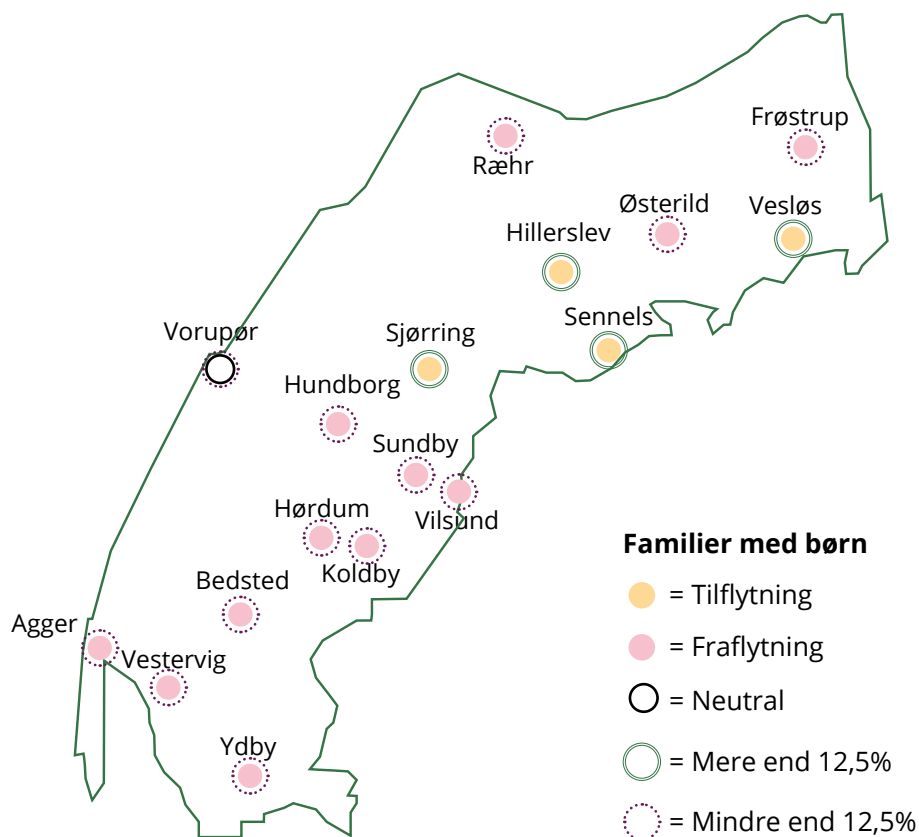 Frøstrup
Ræhr
Østerild
Vesløs
Hillerslev
Sennels
Vorupør
Sjørring
Hundborg
Sundby
Hørdum
Vilsund
Koldby
Bedsted
Agger
Vestervig
Ydby
Familier med børn
= Tilflytning
= Fraflytning
= Neutral
= Mere end 12,5%
= Mindre end 12,5%